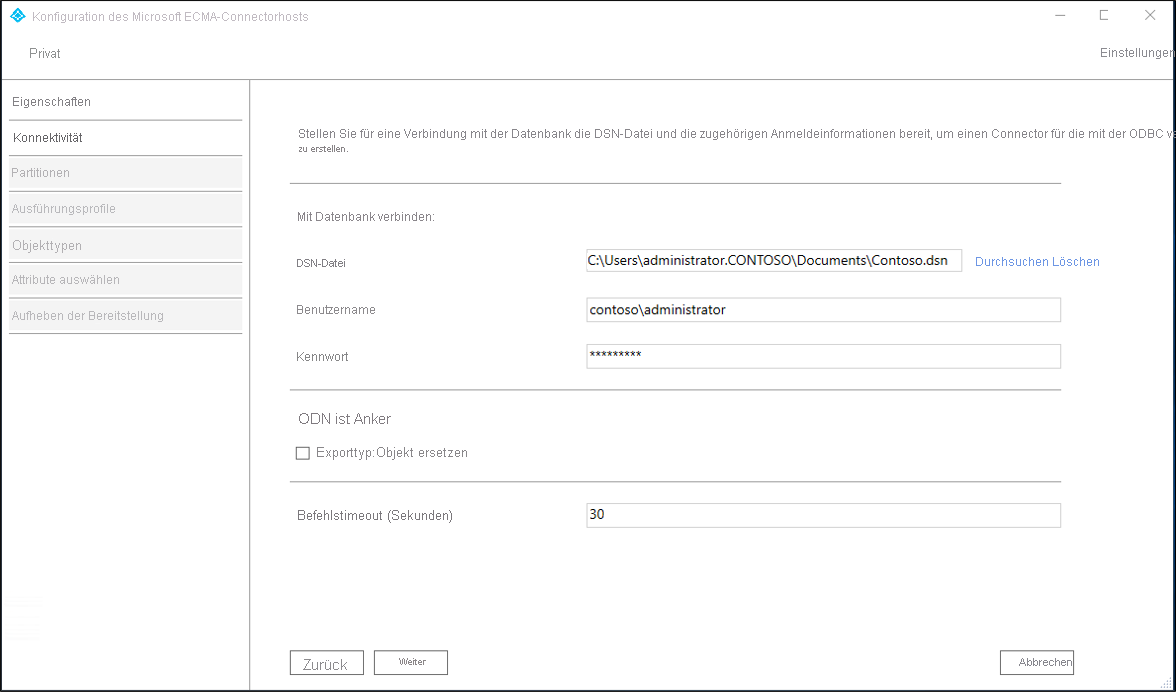 Konfiguration des Microsoft ECMA-Connectorhosts
Privat
Einstellungen
Eigenschaften
Konnektivität
Partitionen
Ausführungsprofile
Objekttypen
Attribute auswählen
Aufheben der Bereitstellung
Stellen Sie für eine Verbindung mit der Datenbank die DSN-Datei und die zugehörigen Anmeldeinformationen bereit, um einen Connector für die mit der ODBC v
zu erstellen.
Mit Datenbank verbinden:
DSN-Datei
C:\Users\administrator.CONTOSO\Documents\Contoso.dsn
Durchsuchen Löschen
Benutzername
contoso\administrator
Kennwort
*********
ODN ist Anker
Exporttyp:Objekt ersetzen
Befehlstimeout (Sekunden)
30
Zurück
Weiter
Abbrechen